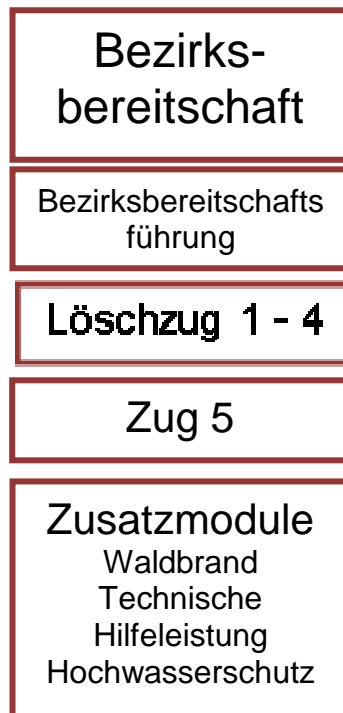 Bezirks-
bereitschaft
Bezirksbereitschafts
führung
Löschzug 1 - 4
Zug 5
Zusatzmodule
Waldbrand
Technische
Hilfeleistung
Hochwasserschutz